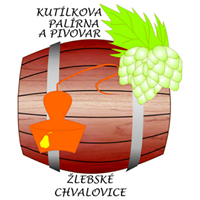 KUTÍLKOVA
PALÍRNA
A PIVOVAR
ŽLEBSKÉ
CHVALOVICE